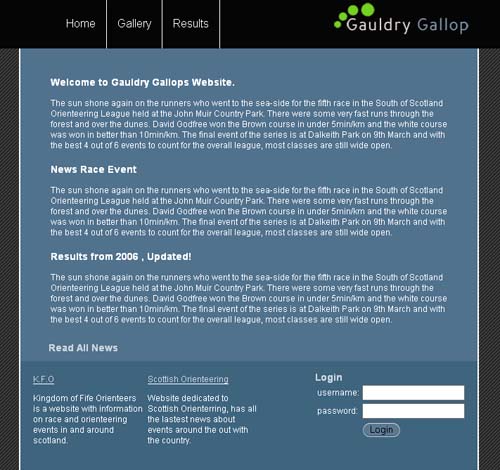 Home Gallery Results Gauldry Gallop
Welcome to Gauldry Gallops Website.
The sun shone again on the runners who went to the sea-side for the fifth race in the South of Scotland
Orienteering League held at the John Muir Country Park. There were some very fast runs through the
forest and over the dunes. David Godfree won the Brown course in under 5min/km and the white course
was won in better than 10min/km. The final event of the series is at Dalkeith Park on 9th March and with
the best 4 out of 6 events to count for the overall league, most classes are still wide open.
News Race Event
The sun shone again on the runners who went to the sea-side for the fifth race in the South of Scotland
Orienteering League held at the John Muir Country Park. There were some very fast runs through the
forest and over the dunes. David Godfree won the Brown course in under 5min/km and the white course
was won in better than 10min/km. The final event of the series is at Dalkeith Park on 9th March and with
the best 4 out of 6 events to count for the overall league, most classes are still wide open.
Results from 2006 , Updated!
The sun shone again on the runners who went to the sea-side for the fifth race in the South of Scotland
Orienteering League held at the John Muir Country Park. There were some very fast runs through the
forest and over the dunes. David Godfree won the Brown course in under 5min/km and the white course
was won in better than 10min/km. The final event of the series is at Dalkeith Park on 9th March and with
the best 4 out of 6 events to count for the overall league, most classes are still wide open.
Read All News
K.F.O
Kingdom of Fife Orienteers
is a website with information
on race and orienteering
events in and around
scotland.
Scottish Orienteering
Website dedicated to
Scottish Orienterring, has all
the lastest news about
events around the out with
the country.
Login
username:
password:
Login